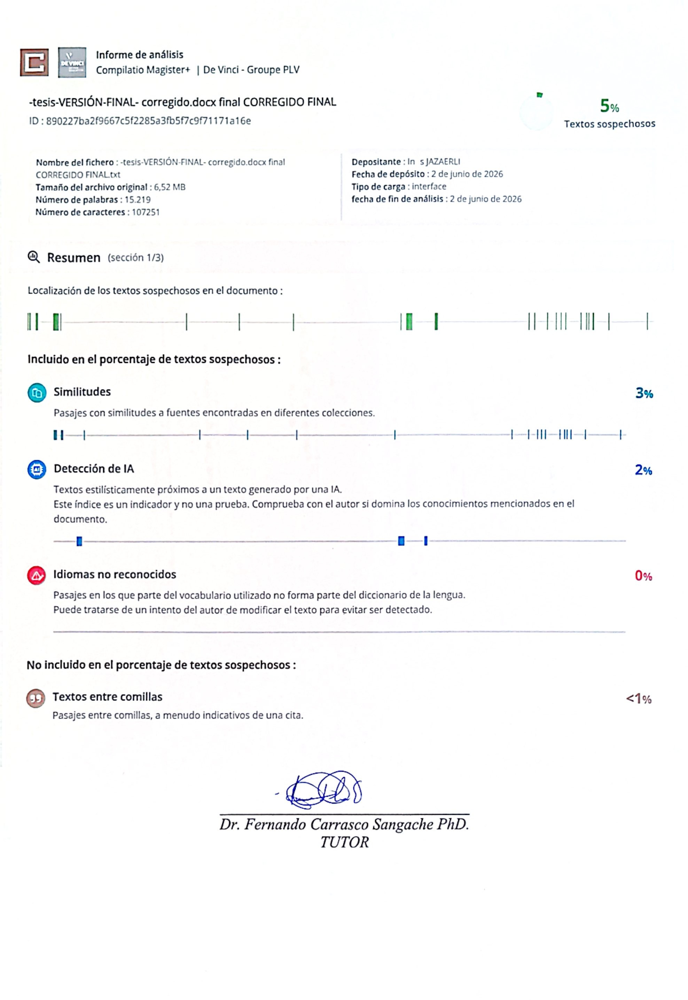 DE VINCI
Informe de análisis
Compilatio Magister+ | De Vinci - Groupe PLV
-tesis-VERSIÓN-FINAL- corregido.docx final CORREGIDO FINAL
ID : 890227ba2f9667c5f2285a3fb5f7c9f71171a16e
5%
Textos sospechosos
Nombre del fichero : -tesis-VERSIÓN-FINAL- corregido.docx final
CORREGIDO FINAL.txt
Tamaño del archivo original : 6,52 MB
Número de palabras : 15.219
Número de caracteres : 107251
Depositante : In s JAZAERLI
Fecha de depósito : 2 de junio de 2026
Tipo de carga : interface
fecha de fin de análisis : 2 de junio de 2026
Resumen (sección 1/3)
Localización de los textos sospechosos en el documento :
Incluido en el porcentaje de textos sospechosos :
Similitudes
3%
Pasajes con similitudes a fuentes encontradas en diferentes colecciones.
AI
Detección de IA
2%
Textos estilísticamente próximos a un texto generado por una IA.
Este índice es un indicador y no una prueba. Comprueba con el autor si domina los conocimientos mencionados en el
documento.
Idiomas no reconocidos
0%
Pasajes en los que parte del vocabulario utilizado no forma parte del diccionario de la lengua.
Puede tratarse de un intento del autor de modificar el texto para evitar ser detectado.
No incluido en el porcentaje de textos sospechosos :
Textos entre comillas
<1%
Pasajes entre comillas, a menudo indicativos de una cita.
Dr. Fernando Carrasco Sangache PhD.
TUTOR